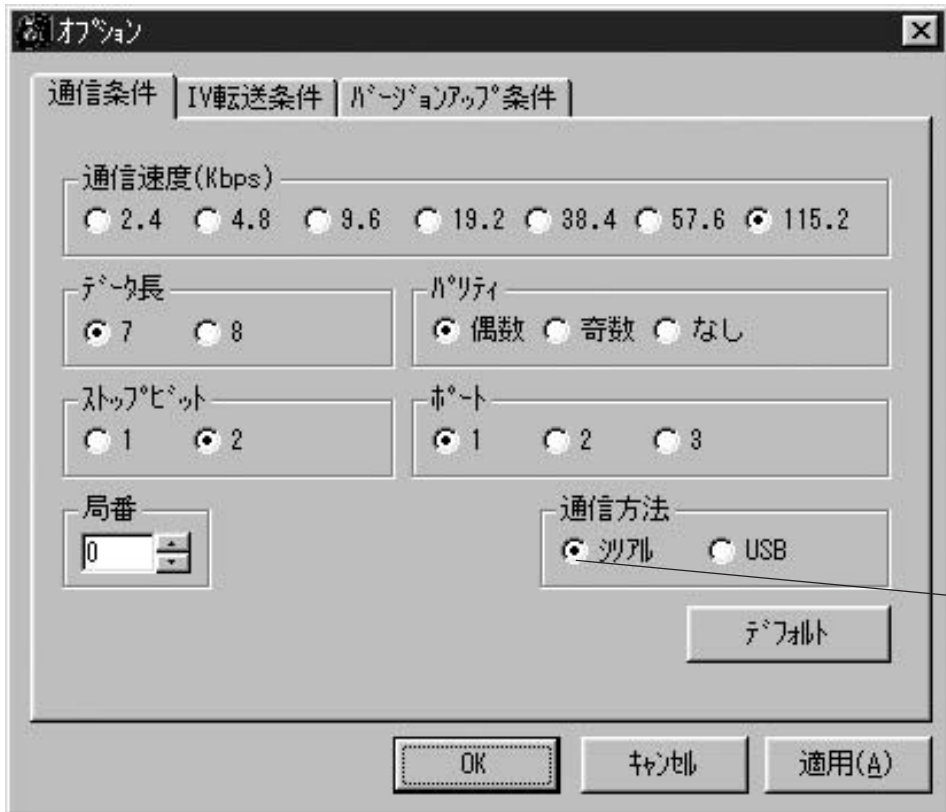 ｵﾌﾟｼｮﾝ
通信条件 IV転送条件 ﾊﾞｰｼﾞｮﾝｱｯﾌﾟ条件
通信速度(Kbps)
2.4 4.8 9.6 19.2 38.4 57.6 115.2
ﾃﾞｰﾀ長 ﾊﾟﾘﾃｨ
7 8 偶数 奇数 なし
ｽﾄｯﾌﾟﾋﾞｯﾄ ﾎﾟｰﾄ
1 2 1 2 3
局番 通信方法
0 ｼﾘｱﾙ USB
ﾃﾞﾌｫﾙﾄ
OK ｷｬﾝｾﾙ 適用(A)